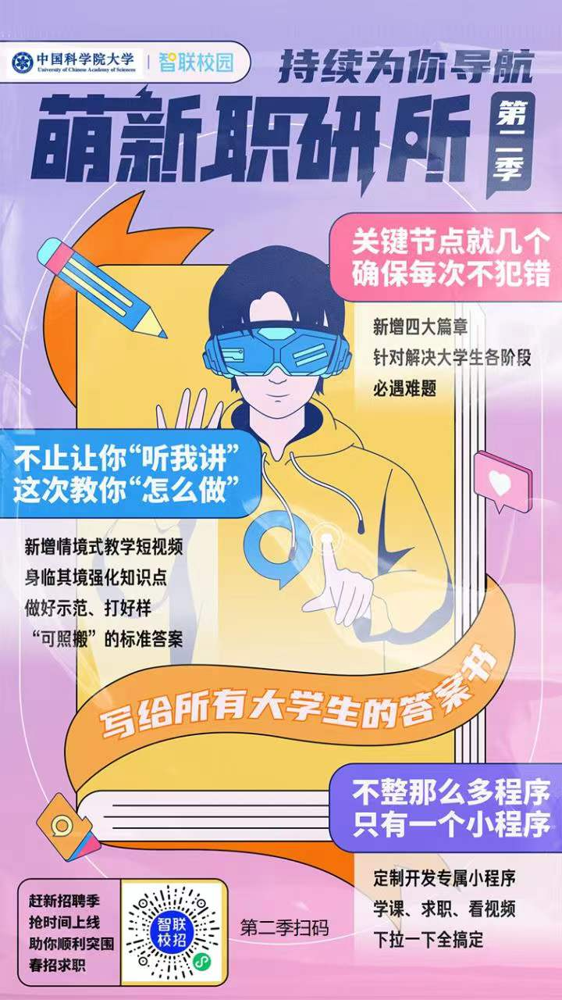 中国科学院大学
University of Chinese Academy of Sciences
智联校园
持续为你导航
萌新职研所
第二季
关键节点就几个
确保每次不犯错
新增四大篇章
针对解决大学生各阶段
必遇难题
不止让你“听我讲”
这次教你“怎么做”
新增情境式教学短视频
身临其境强化知识点
做好示范、打好样
“可照搬”的标准答案
写给所有大学生的答案书
不整那么多程序
只有一个小程序
定制开发专属小程序
学课、求职、看视频
下拉一下全搞定
赶新招聘季
抢时间上线
助你顺利突围
春招求职
智联
校招
第二季扫码